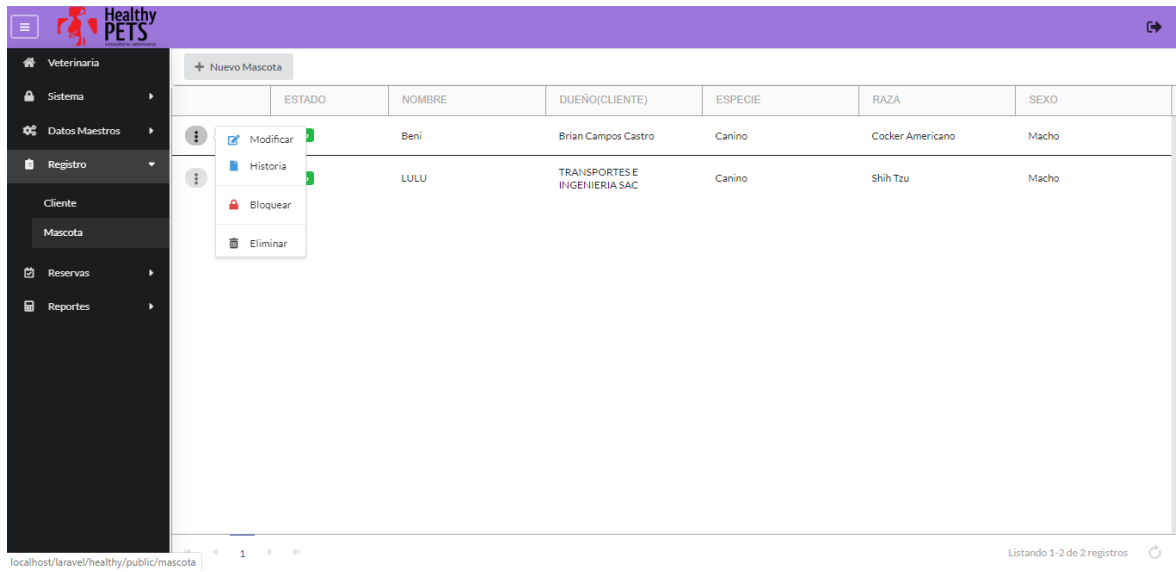 Healthy
PETS
consultorio veterinario
Veterinaria
Sistema
Datos Maestros
Registro
Cliente
Mascota
Reservas
Reportes
+ Nuevo Mascota
ESTADO NOMBRE DUEÑO(CLIENTE) ESPECIE RAZA SEXO
Beni Brian Campos Castro Canino Cocker Americano Macho
LULU TRANSPORTES E
INGENIERIA SAC Canino Shih Tzu Macho
Modificar
Historia
Bloquear
Eliminar
1
Listando 1-2 de 2 registros
localhost/laravel/healthy/public/mascota